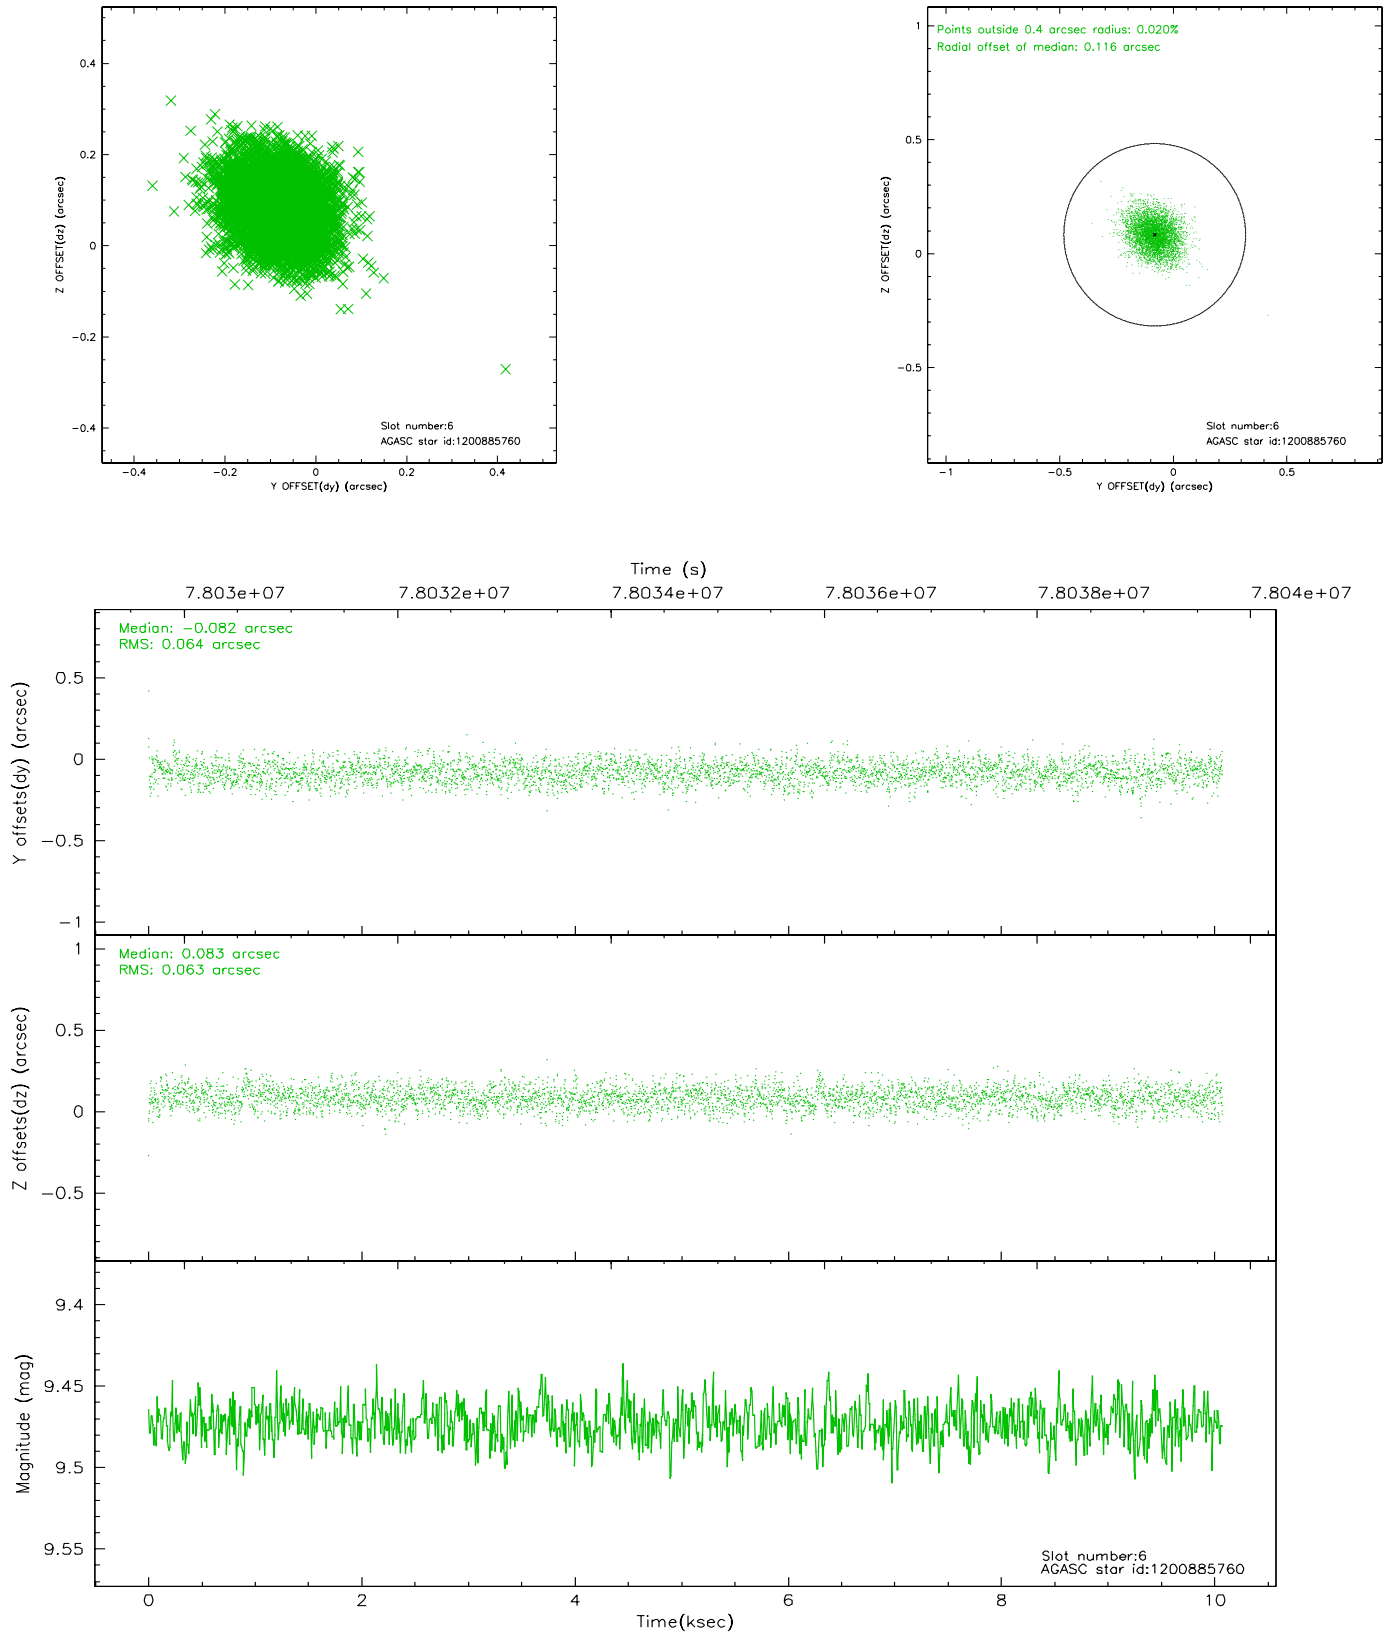 0.4
0.2
0
−0.2
−0.4
Z OFFSET(dz) (arcsec)
−0.4
−0.2
0
0.2
0.4
Y OFFSET(dy) (arcsec)
Slot number:6
AGASC star id:1200885760
Points outside 0.4 arcsec radius: 0.020%
Radial offset of median: 0.116 arcsec
1
0.5
0
−0.5
Z OFFSET(dz) (arcsec)
−1
−0.5
0
0.5
Y OFFSET(dy) (arcsec)
Slot number:6
AGASC star id:1200885760
Time (s)
7.803e+07
7.8032e+07
7.8034e+07
7.8036e+07
7.8038e+07
7.804e+07
Median: −0.082 arcsec
RMS: 0.064 arcsec
0.5
0
−0.5
−1
Y offsets(dy) (arcsec)
Median: 0.083 arcsec
RMS: 0.063 arcsec
1
0.5
0
−0.5
Z offsets(dz) (arcsec)
9.4
9.45
9.5
9.55
Magnitude (mag)
Slot number:6
AGASC star id:1200885760
0
2
4
6
8
10
Time(ksec)